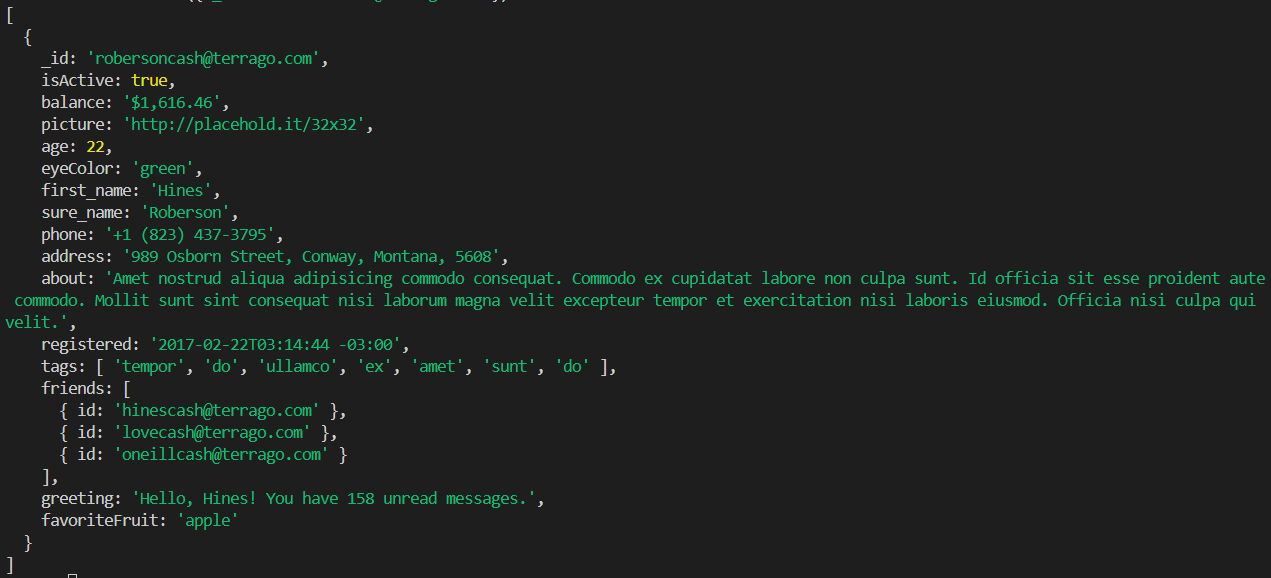 [
  {
    _id: 'robersoncash@terrago.com',
    isActive: true,
    balance: '$1,616.46',
    picture: 'http://placehold.it/32x32',
    age: 22,
    eyeColor: 'green',
    first_name: 'Hines',
    sure_name: 'Roberson',
    phone: '+1 (823) 437-3795',
    address: '989 Osborn Street, Conway, Montana, 5608',
    about: 'Amet nostrud aliqua adipisicing commodo consequat. Commodo ex cupidatat labore non culpa sunt. Id officia sit esse proident aute
 commodo. Mollit sunt sint consequat nisi laborum magna velit excepteur tempor et exercitation nisi laboris eiusmod. Officia nisi culpa qui
velit.',
    registered: '2017-02-22T03:14:44 -03:00',
    tags: [ 'tempor', 'do', 'ullamco', 'ex', 'amet', 'sunt', 'do' ],
    friends: [
      { id: 'hinescash@terrago.com' },
      { id: 'lovecash@terrago.com' },
      { id: 'oneillcash@terrago.com' }
    ],
    greeting: 'Hello, Hines! You have 158 unread messages.',
    favoriteFruit: 'apple'
  }
]